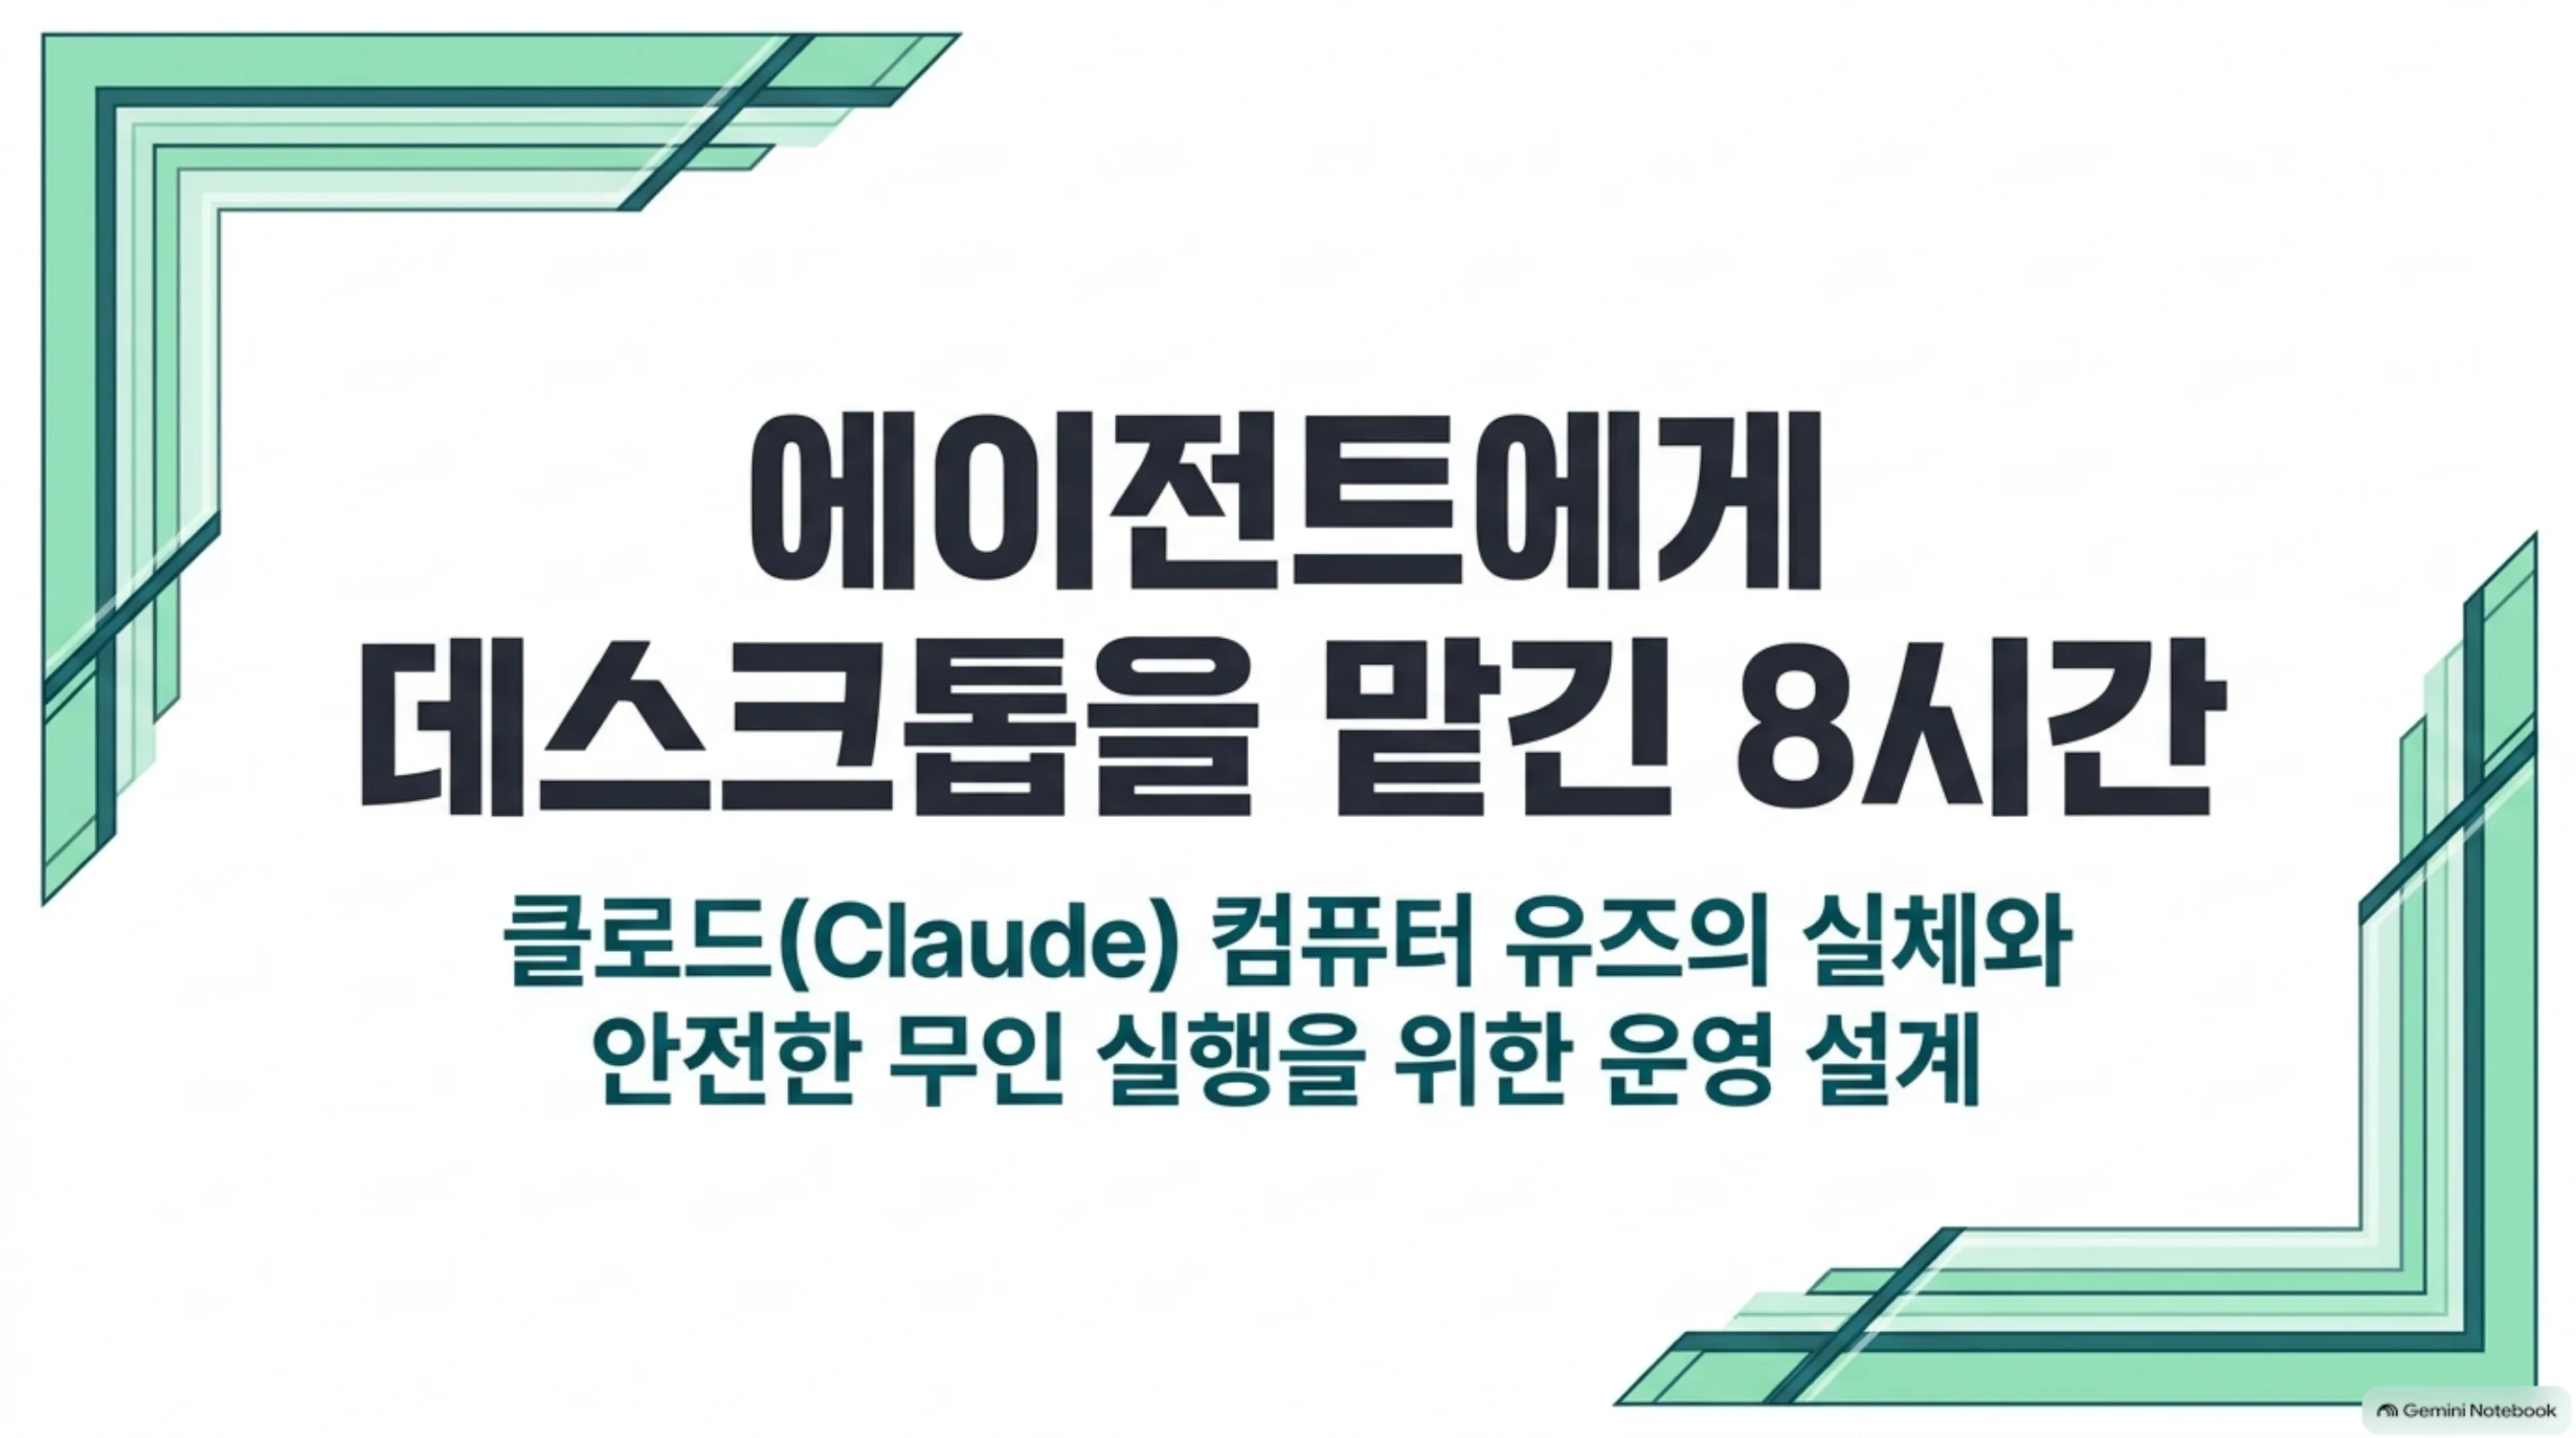 에이전트에게
데스크톱을 맡긴 8시간
클로드(Claude) 컴퓨터 유즈의 실체와
안전한 무인 실행을 위한 운영 설계
Gemini Notebook